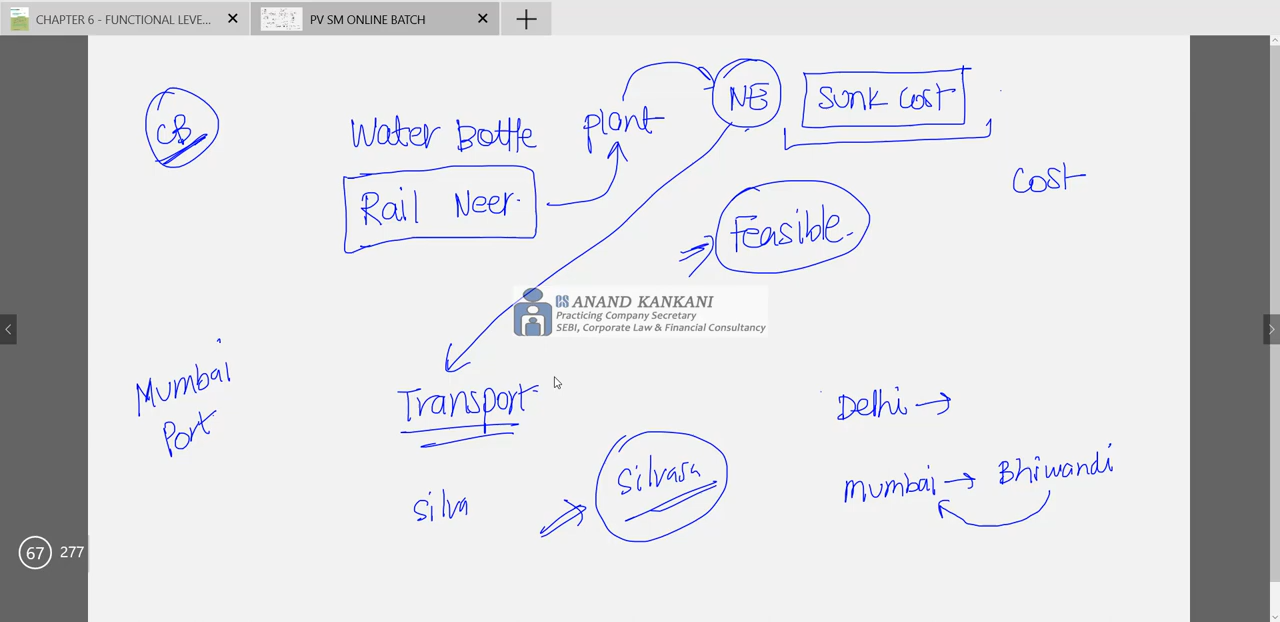 CHAPTER 6 - FUNCTIONAL LEVE...
PV SM ONLINE BATCH
CB
Water Bottle
plant
NE
Sunk Cost
Rail Neer
Cost
Feasible
CS ANAND KANKANI
Practicing Company Secretary
SEBI, Corporate Law & Financial Consultancy
Mumbai
Port
Transport
Delhi
Silva
Silvasa
Mumbai → Bhiwandi
67 277